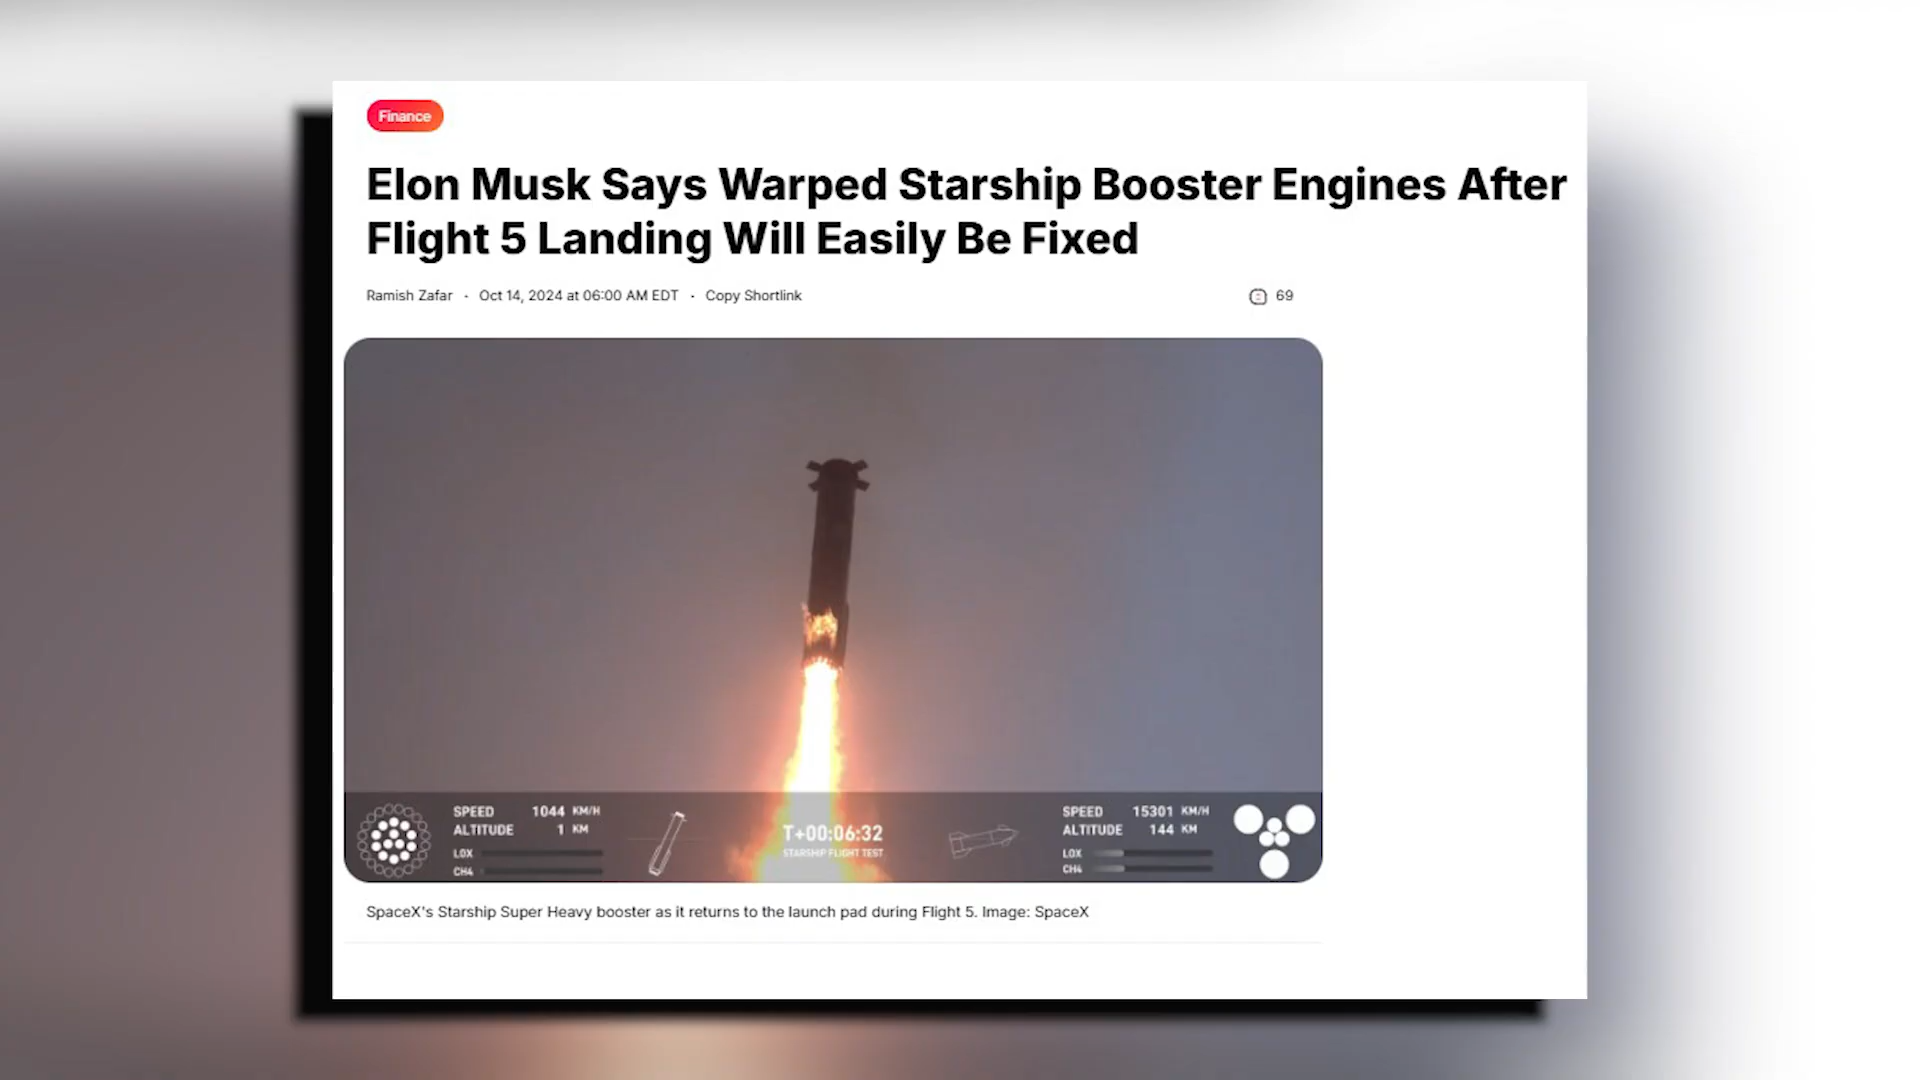 Finance
Elon Musk Says Warped Starship Booster Engines After
Flight 5 Landing Will Easily Be Fixed
Ramish Zafar · Oct 14, 2024 at 06:00 AM EDT · Copy Shortlink
69
SPEED 1044 KM/H
ALTITUDE 1 KM
LOX
CH4
T+00:06:32
STARSHIP FLIGHT TEST
SPEED 15301 KM/H
ALTITUDE 144 KM
LOX
CH4
SpaceX's Starship Super Heavy booster as it returns to the launch pad during Flight 5. Image: SpaceX